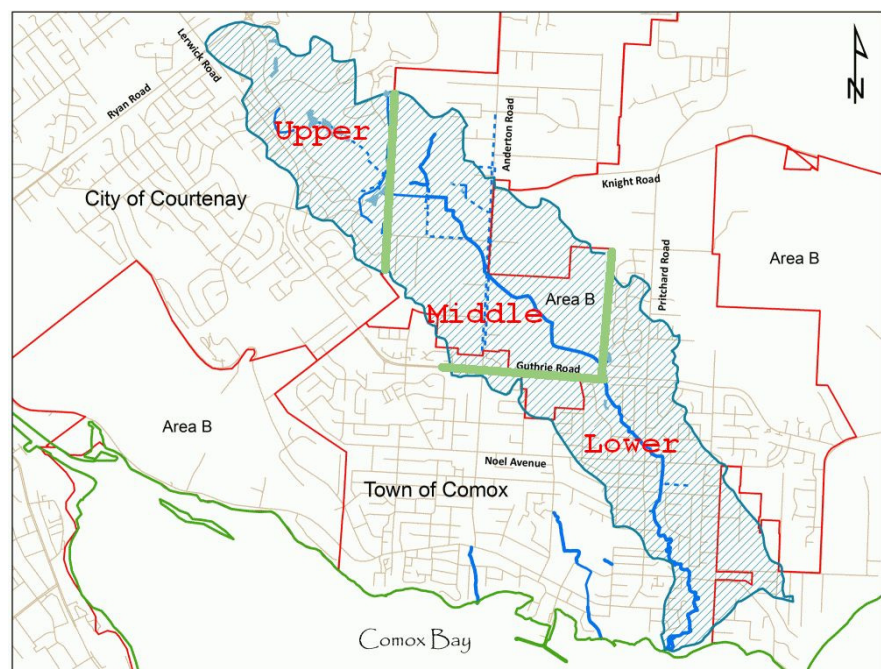 Lerwick Road
Ryan Road
Upper
Anderton Road
N
City of Courtenay
Knight Road
Pritchard Road
Area B
Area B
Middle
Guthrie Road
Area B
Lower
Noel Avenue
Town of Comox
Comox Bay